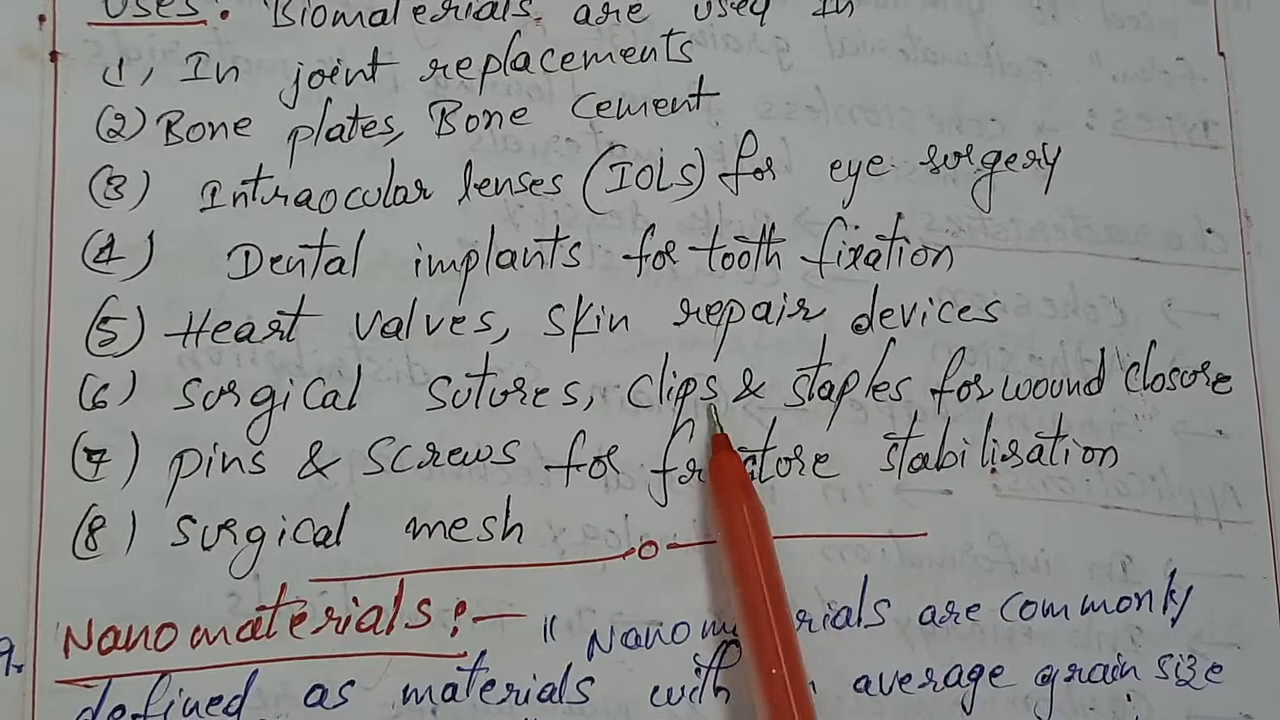 Uses: Biomaterials are used in
(1) In joint replacements
(2) Bone plates, Bone cement
(3) Intraocular lenses (IOLs) for eye surgery
(4) Dental implants for tooth fixation
(5) Heart valves, skin repair devices
(6) surgical sutures, clips & staples for wound closure
(7) pins & screws for stabilisation
(8) surgical mesh
9. Nanomaterials:— " are commonly
defined as materials with average grain size